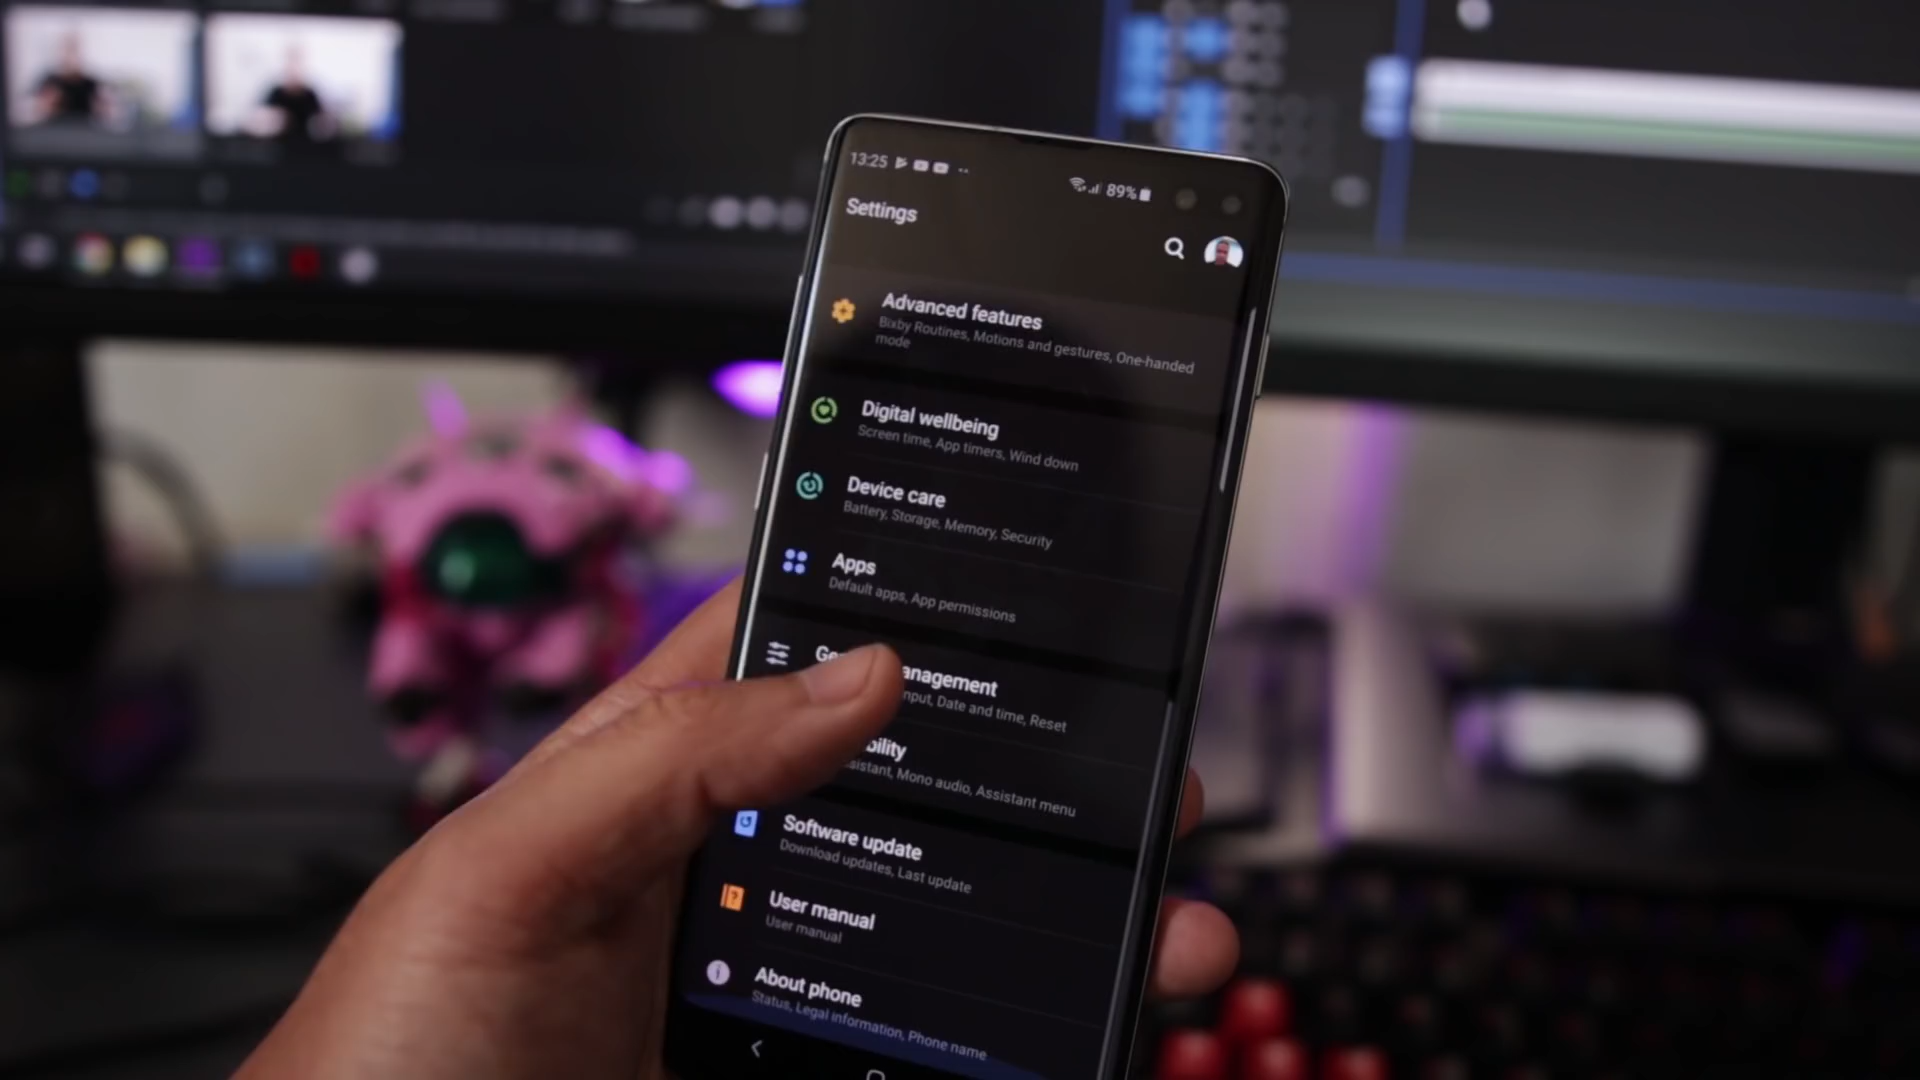 13:25
89%
Settings
Advanced features
Bixby Routines, Motions and gestures, One-handed
mode
Digital wellbeing
Screen time, App timers, Wind down
Device care
Battery, Storage, Memory, Security
Apps
Default apps, App permissions
Ge anagement
nput, Date and time, Reset
bility
sistant, Mono audio, Assistant menu
Software update
Download updates, Last update
User manual
User manual
About phone
Status, Legal information, Phone name